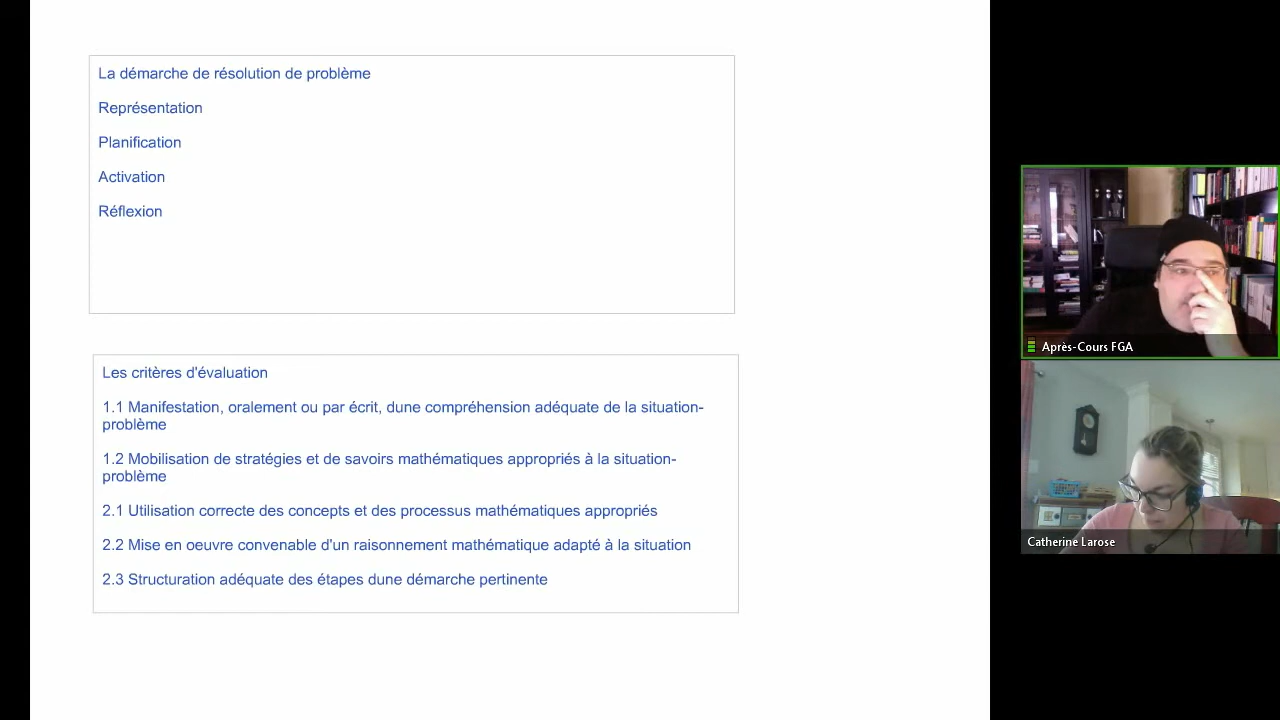 La démarche de résolution de problème
Représentation
Planification
Activation
Réflexion
Les critères d'évaluation
1.1 Manifestation, oralement ou par écrit, dune compréhension adéquate de la situation-
problème
1.2 Mobilisation de stratégies et de savoirs mathématiques appropriés à la situation-
problème
2.1 Utilisation correcte des concepts et des processus mathématiques appropriés
2.2 Mise en oeuvre convenable d'un raisonnement mathématique adapté à la situation
2.3 Structuration adéquate des étapes dune démarche pertinente
Après-Cours FGA
Catherine Larose